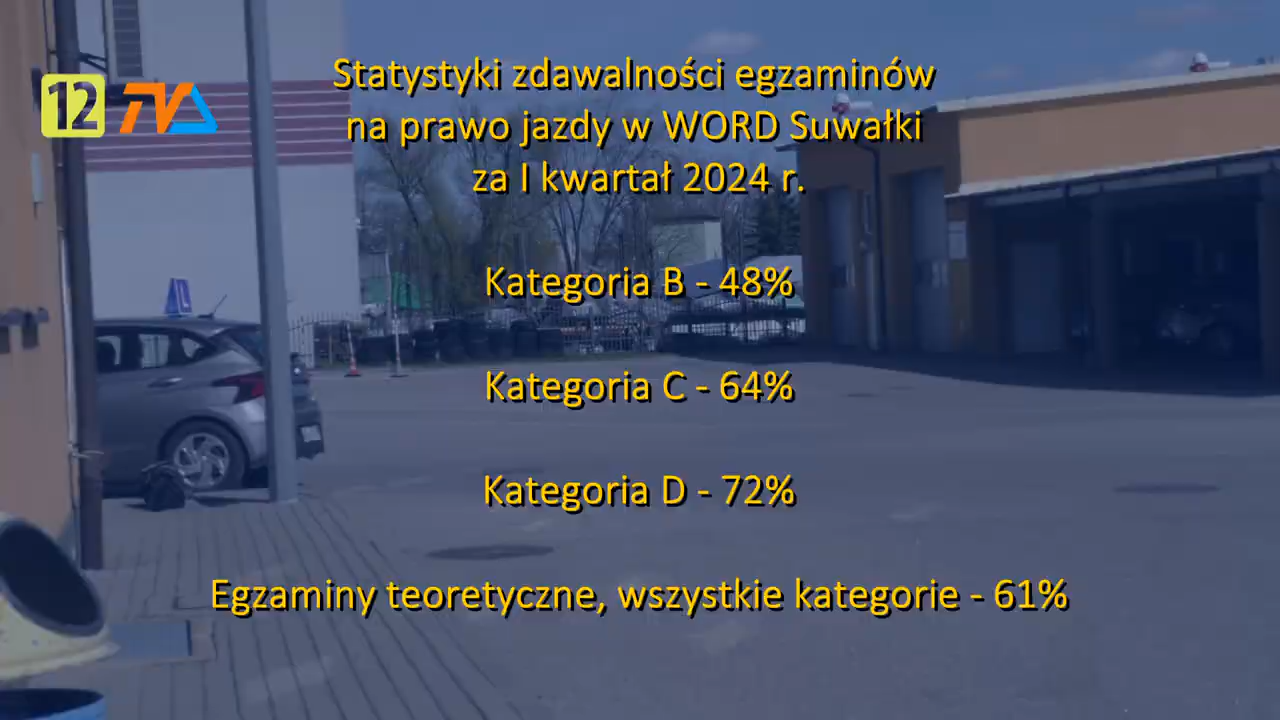 12 TVA
Statystyki zdawalności egzaminów
na prawo jazdy w WORD Suwałki
za I kwartał 2024 r.
Kategoria B - 48%
Kategoria C - 64%
Kategoria D - 72%
Egzaminy teoretyczne, wszystkie kategorie - 61%
L